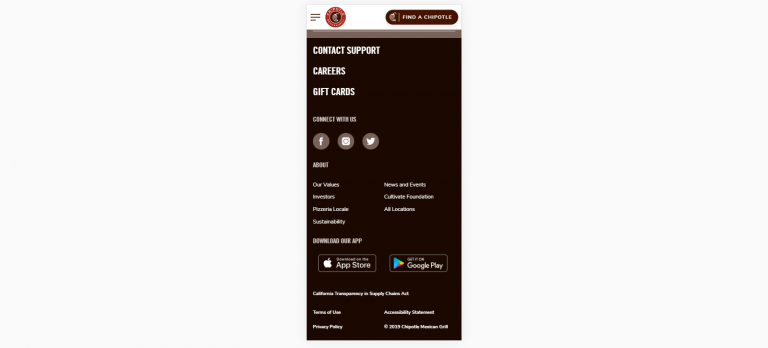 CHIPOTLE
FIND A CHIPOTLE
CONTACT SUPPORT
CAREERS
GIFT CARDS
CONNECT WITH US
ABOUT
Our Values
News and Events
Investors
Cultivate Foundation
Pizzeria Locale
All Locations
Sustainability
DOWNLOAD OUR APP
Download on the
App Store
GET IT ON
Google Play
California Transparency in Supply Chains Act
Terms of Use
Accessibility Statement
Privacy Policy
© 2019 Chipotle Mexican Grill